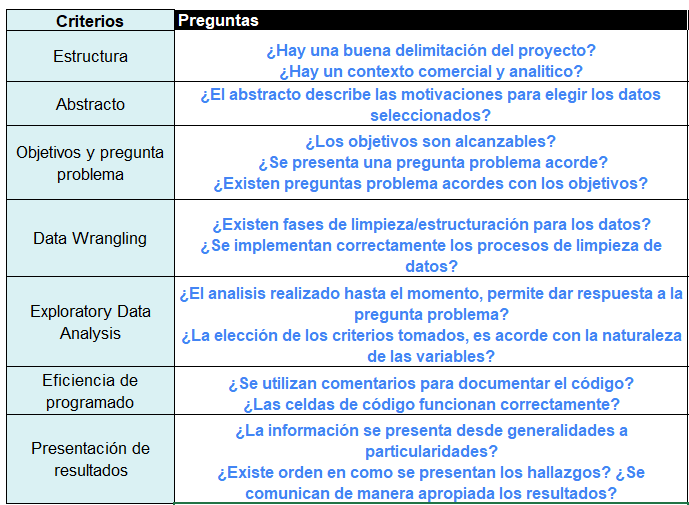 Criterios
Preguntas
Estructura
¿Hay una buena delimitación del proyecto?
¿Hay un contexto comercial y analitico?
Abstracto
¿El abstracto describe las motivaciones para elegir los datos
seleccionados?
Objetivos y pregunta
problema
¿Los objetivos son alcanzables?
¿Se presenta una pregunta problema acorde?
¿Existen preguntas problema acordes con los objetivos?
Data Wrangling
¿Existen fases de limpieza/estructuración para los datos?
¿Se implementan correctamente los procesos de limpieza de
datos?
Exploratory Data
Analysis
¿El analisis realizado hasta el momento, permite dar respuesta a la
pregunta problema?
¿La elección de los criterios tomados, es acorde con la naturaleza
de las variables?
Eficiencia de
programado
¿Se utilizan comentarios para documentar el código?
¿Las celdas de código funcionan correctamente?
Presentación de
resultados
¿La información se presenta desde generalidades a
particularidades?
¿Existe orden en como se presentan los hallazgos? ¿Se
comunican de manera apropiada los resultados?